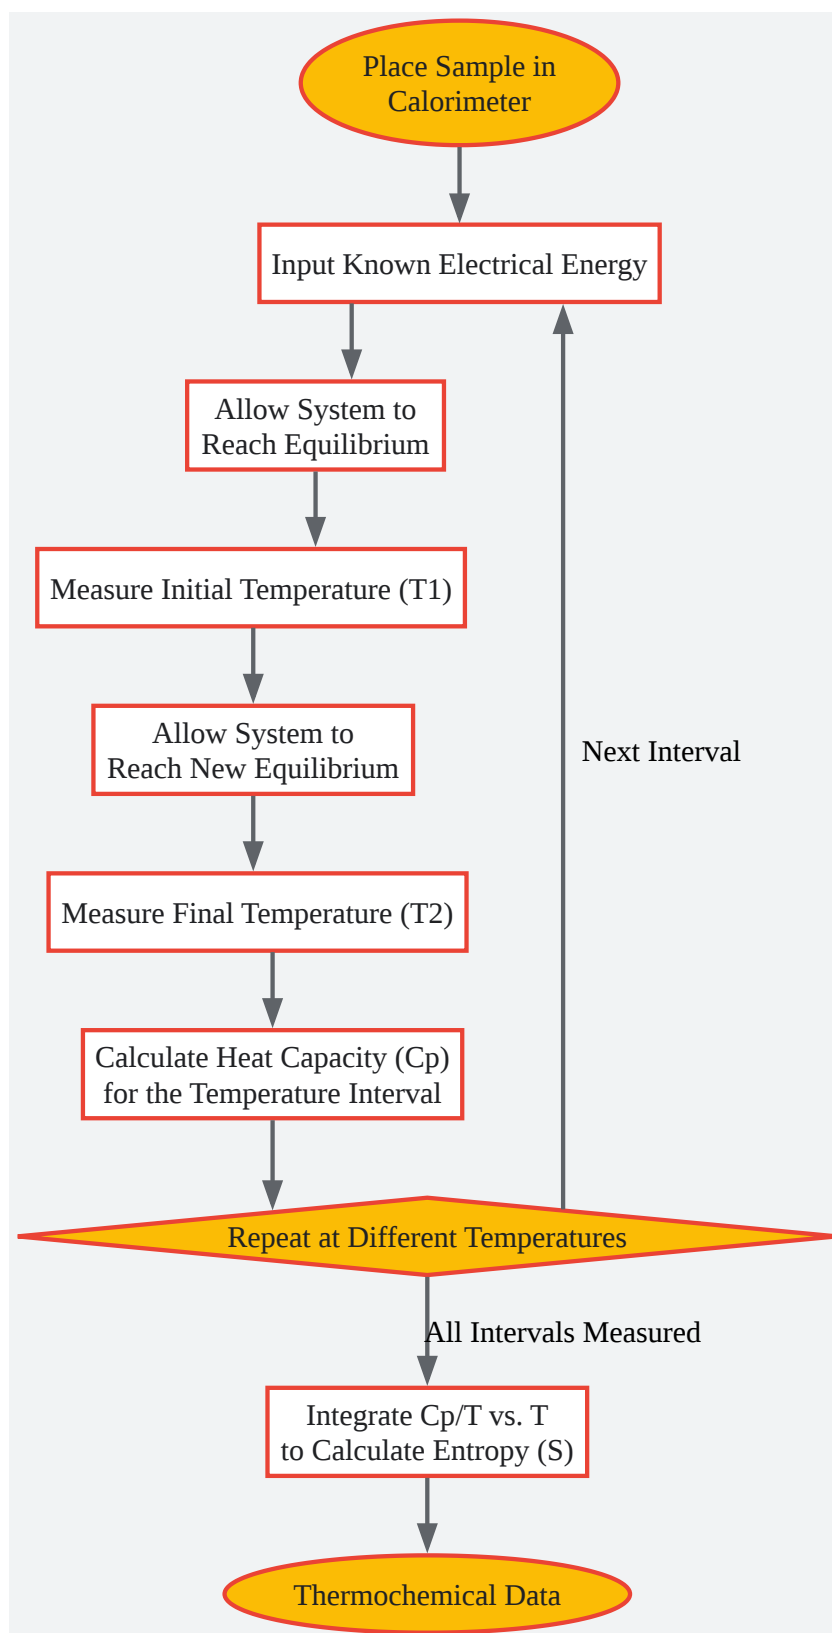 Place Sample in
Calorimeter
Input Known Electrical Energy
Allow System to
Reach Equilibrium
Measure Initial Temperature (T1)
Allow System to
Reach New Equilibrium
Next Interval
Measure Final Temperature (T2)
Calculate Heat Capacity (Cp)
for the Temperature Interval
Repeat at Different Temperatures
All Intervals Measured
Integrate Cp/T vs. T
to Calculate Entropy (S)
Thermochemical Data